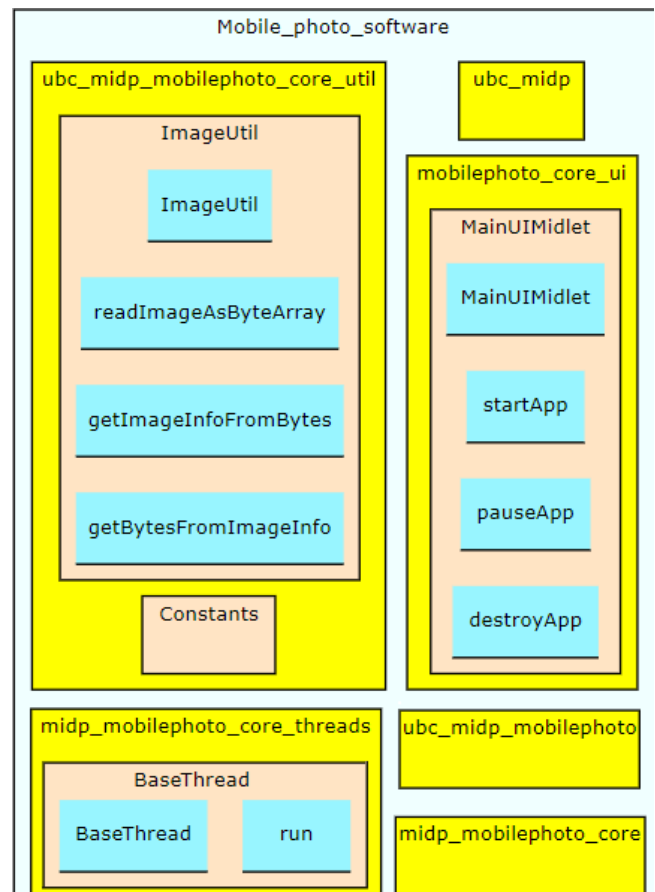 Mobile_photo_software
ubc_midp_mobilephoto_core_util
ImageUtil
ImageUtil
readImageAsByteArray
getImageInfoFromBytes
getBytesFromImageInfo
Constants
ubc_midp
mobilephoto_core_ui
MainUIMidlet
MainUIMidlet
startApp
pauseApp
destroyApp
midp_mobilephoto_core_threads
BaseThread
BaseThread
run
ubc_midp_mobilephoto
midp_mobilephoto_core